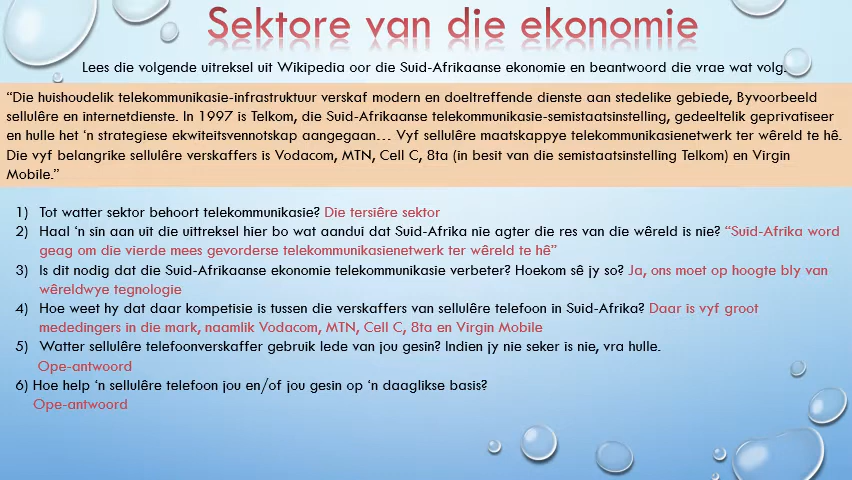 Sektore van die ekonomie
Lees die volgende uitreksel uit Wikipedia oor die Suid-Afrikaanse ekonomie en beantwoord die vrae wat volg.
“Die huishoudelik telekommunikasie-infrastruktuur verskaf modern en doeltreffende dienste aan stedelike gebiede, Byvoorbeeld
sellulêre en internetdienste. In 1997 is Telkom, die Suid-Afrikaanse telekommunikasie-semistaatsinstelling, gedeeltelik geprivatiseer
en hulle het ‘n strategiese ekwiteitsvennotskap aangegaan… Vyf sellulêre maatskappye telekommunikasienetwerk ter wêreld te hê.
Die vyf belangrike sellulêre verskaffers is Vodacom, MTN, Cell C, 8ta (in besit van die semistaatsinstelling Telkom) en Virgin
Mobile.”
1) Tot watter sektor behoort telekommunikasie? Die tersiêre sektor
2) Haal ‘n sin aan uit die uittreksel hier bo wat aandui dat Suid-Afrika nie agter die res van die wêreld is nie? “Suid-Afrika word
geag om die vierde mees gevorderse telekommunikasienetwerk ter wêreld te hê”
3) Is dit nodig dat die Suid-Afrikaanse ekonomie telekommunikasie verbeter? Hoekom sê jy so? Ja, ons moet op hoogte bly van
wêreldwye tegnologie
4) Hoe weet hy dat daar kompetisie is tussen die verskaffers van sellulêre telefoon in Suid-Afrika? Daar is vyf groot
mededingers in die mark, naamlik Vodacom, MTN, Cell C, 8ta en Virgin Mobile
5) Watter sellulêre telefoonverskaffer gebruik lede van jou gesin? Indien jy nie seker is nie, vra hulle.
Ope-antwoord
6) Hoe help ‘n sellulêre telefoon jou en/of jou gesin op ‘n daaglikse basis?
Ope-antwoord